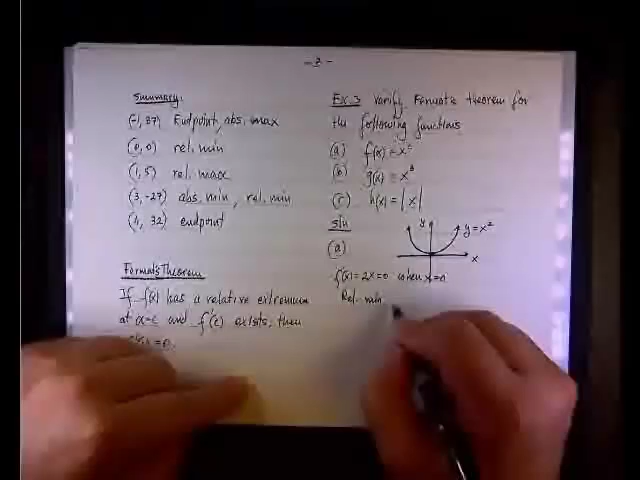 - 3 -
Summary.
(-1, 37) Endpoint, abs. max
(0, 0) rel. min
(1, 5) rel. max
(3, -27) abs. min, rel. min
(4, 32) endpoint
Fermat's Theorem
If f(x) has a relative extremum
at x=c and f'(c) exists, then
=0.
Ex. 3 Verify Fermat's theorem for
the following functions
(a) f(x) = x²
(b) g(x) = x³
(c) h(x) = |x|
Sln
(a)
y
y = x²
x
f'(x) = 2x = 0 when x = 0
Rel. min